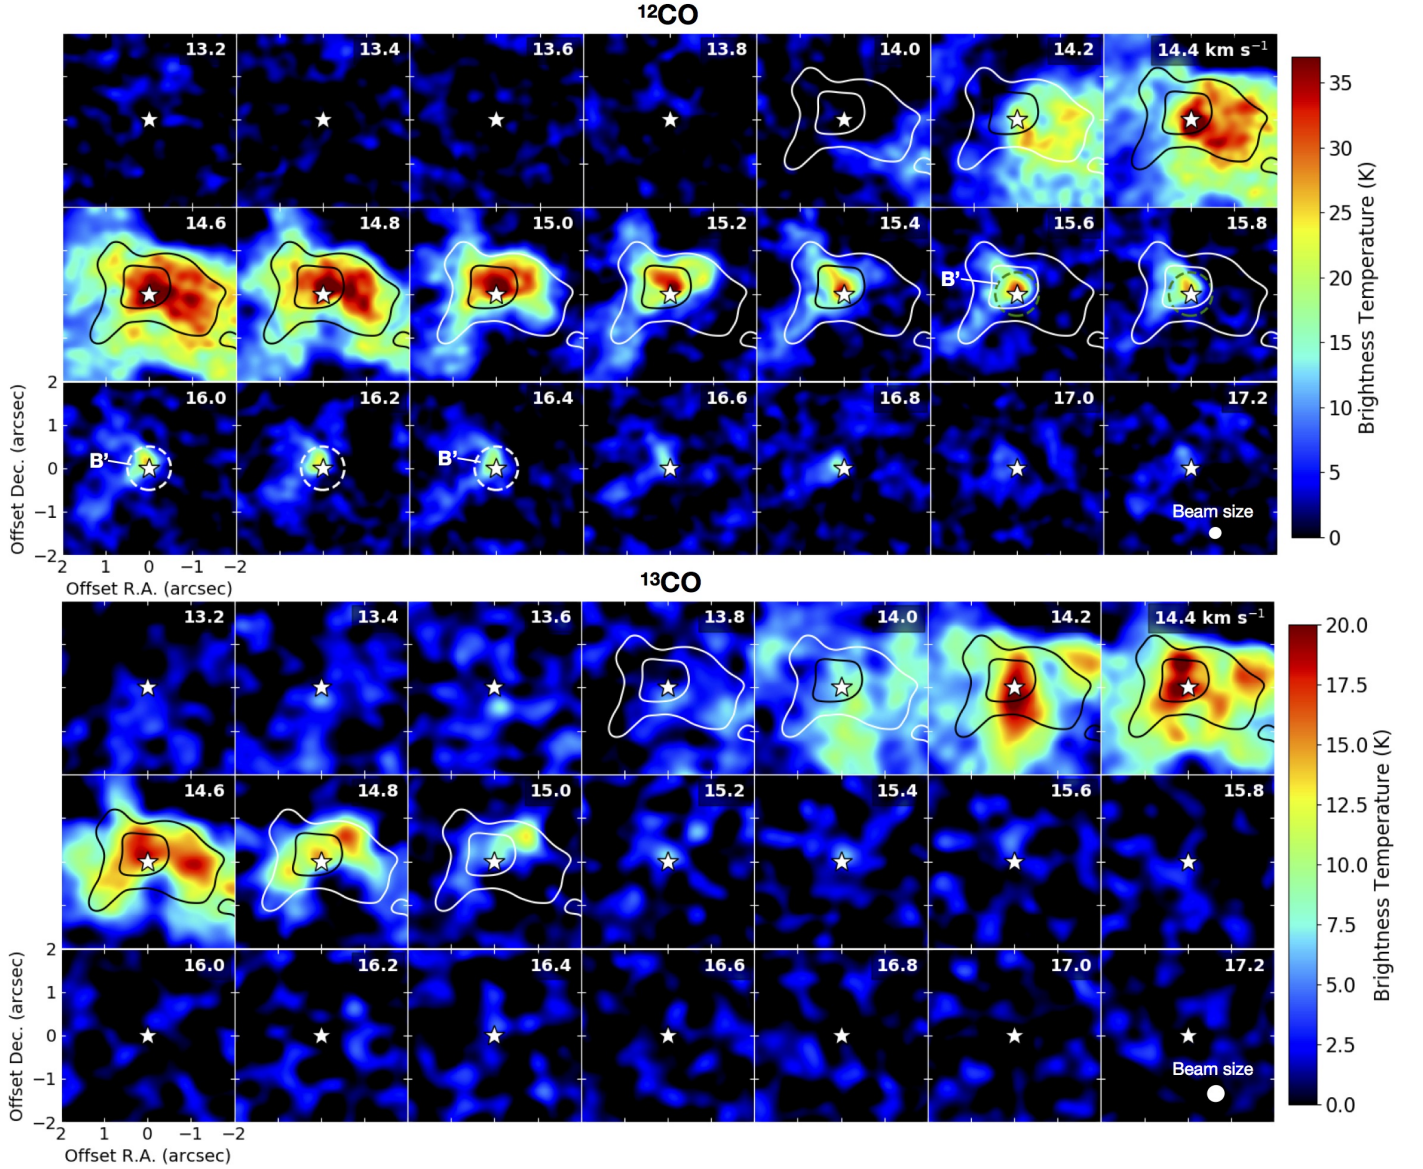 ¹²CO
13.2 13.4 13.6 13.8 14.0 14.2 14.4 km s⁻¹
14.6 14.8 15.0 15.2 15.4 15.6 15.8
B’
16.0 16.2 16.4 16.6 16.8 17.0 17.2
B’ B’
Beam size
2
1
0
−1
−2
Offset Dec. (arcsec)
2 1 0 −1 −2
Offset R.A. (arcsec)
35
30
25
20
15
10
5
0
Brightness Temperature (K)
¹³CO
13.2 13.4 13.6 13.8 14.0 14.2 14.4 km s⁻¹
14.6 14.8 15.0 15.2 15.4 15.6 15.8
16.0 16.2 16.4 16.6 16.8 17.0 17.2
Beam size
2
1
0
−1
−2
Offset Dec. (arcsec)
2 1 0 −1 −2
Offset R.A. (arcsec)
20.0
17.5
15.0
12.5
10.0
7.5
5.0
2.5
0.0
Brightness Temperature (K)